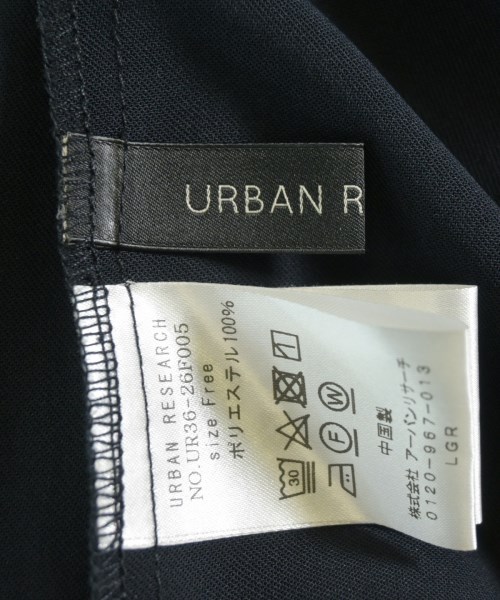 URBAN R
URBAN RESEARCH
NO.UR36-26F005
size Free
ポリエステル100%
30
F
W
中国製
株式会社 アーバンリサーチ
0120-967-013
LGR